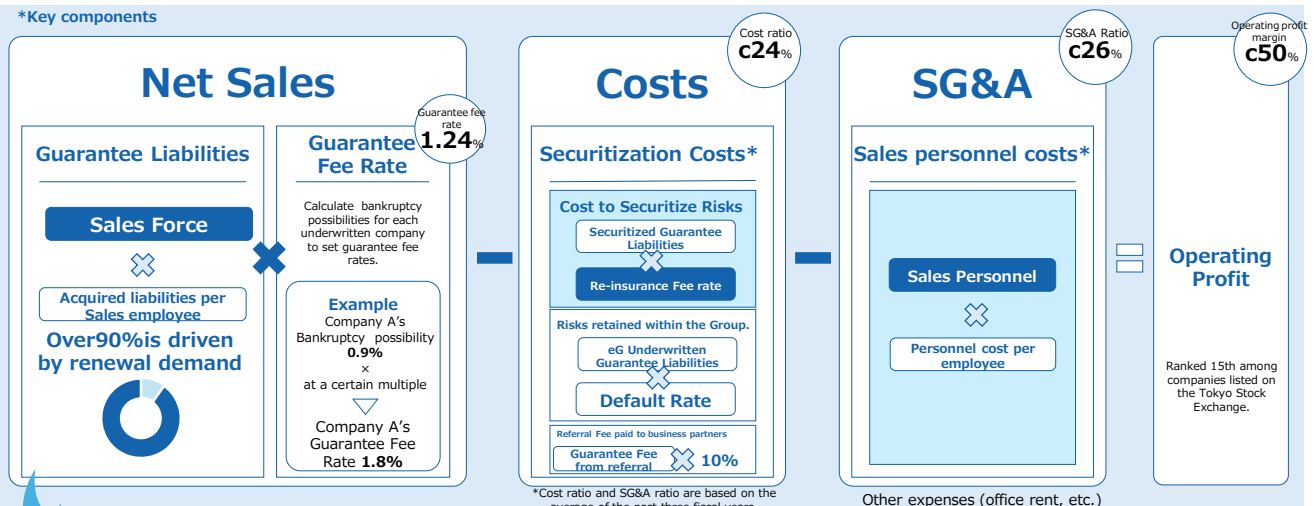 *Key components
Net Sales
Guarantee fee
rate
1.24%
Guarantee Liabilities
Sales Force
Acquired liabilities per
Sales employee
Over90%is driven
by renewal demand
Guarantee
Fee Rate
Calculate bankruptcy
possibilities for each
underwritten company
to set guarantee fee
rates.
Example
Company A's
Bankruptcy possibility
0.9%
×
at a certain multiple
Company A's
Guarantee Fee
Rate 1.8%
Costs
Cost ratio
c24%
Securitization Costs*
Cost to Securitize Risks
Securitized Guarantee
Liabilities
Re-insurance Fee rate
Risks retained within the Group.
eG Underwritten
Guarantee Liabilities
Default Rate
Referral Fee paid to business partners
Guarantee Fee
from referral
10%
*Cost ratio and SG&A ratio are based on the
average of the past three fiscal years
SG&A
SG&A Ratio
c26%
Sales personnel costs*
Sales Personnel
Personnel cost per
employee
Other expenses (office rent, etc.)
Operating profit
margin
c50%
Operating
Profit
Ranked 15th among
companies listed on
the Tokyo Stock
Exchange.